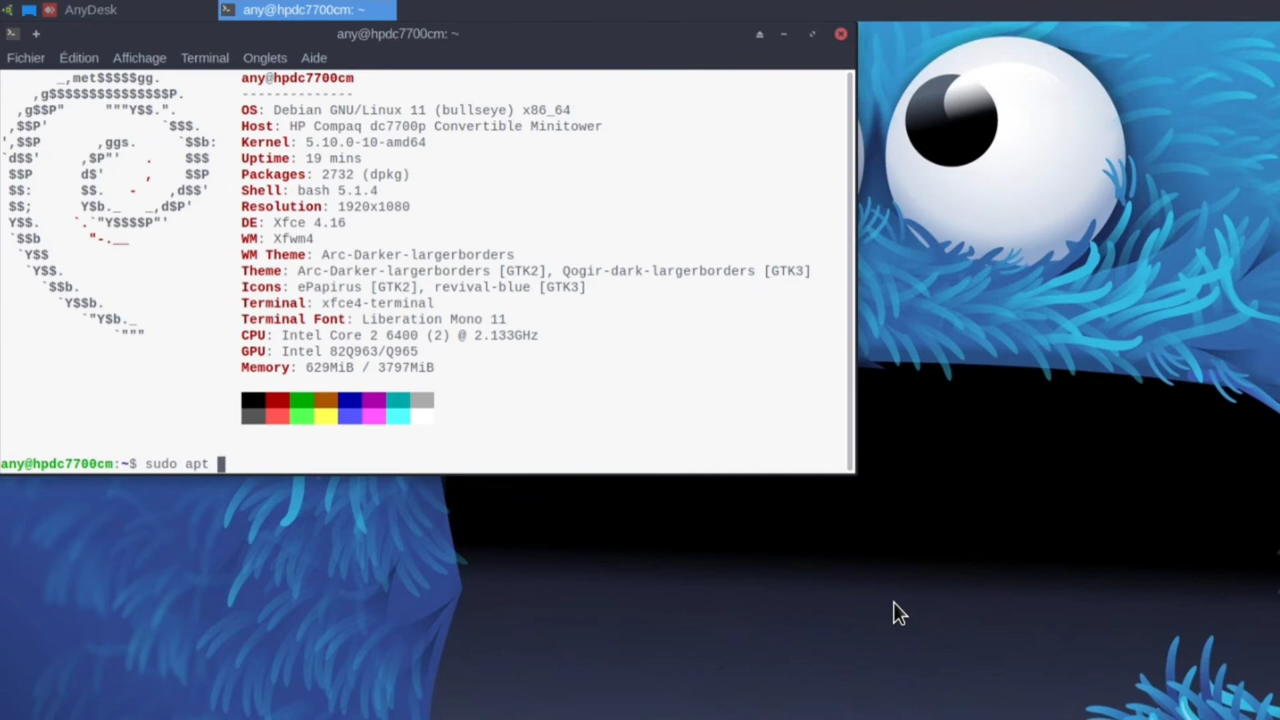 AnyDesk
any@hpdc7700cm: ~
any@hpdc7700cm: ~
Fichier Édition Affichage Terminal Onglets Aide
_,met$$$$$gg.
,g$$$$$$$$$$$$$$$P.
,g$$P" """Y$$.".
,$$P' `$$$.
',$$P ,ggs. `$$b:
`d$$' ,$P"' . $$$
$$P d$' , $$P
$$: $$. - ,d$$'
$$; Y$b._ _,d$P'
Y$$. `.`"Y$$$$P"'
`$$b "-.__
`Y$$
`Y$$.
`$$b.
`Y$$b.
`"Y$b._
`"""
any@hpdc7700cm
--------------
OS: Debian GNU/Linux 11 (bullseye) x86_64
Host: HP Compaq dc7700p Convertible Minitower
Kernel: 5.10.0-10-amd64
Uptime: 19 mins
Packages: 2732 (dpkg)
Shell: bash 5.1.4
Resolution: 1920x1080
DE: Xfce 4.16
WM: Xfwm4
WM Theme: Arc-Darker-largerborders
Theme: Arc-Darker-largerborders [GTK2], Qogir-dark-largerborders [GTK3]
Icons: ePapirus [GTK2], revival-blue [GTK3]
Terminal: xfce4-terminal
Terminal Font: Liberation Mono 11
CPU: Intel Core 2 6400 (2) @ 2.133GHz
GPU: Intel 82Q963/Q965
Memory: 629MiB / 3797MiB
any@hpdc7700cm:~$ sudo apt